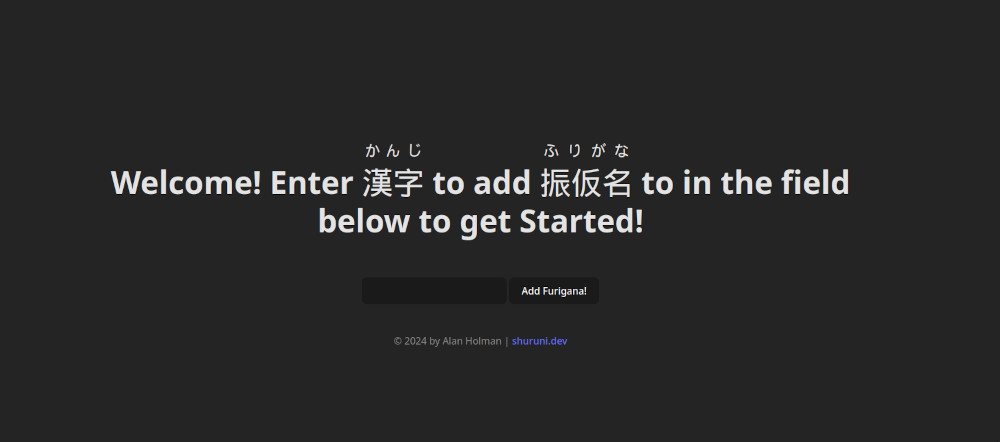 かんじ ふりがな
Welcome! Enter 漢字 to add 振仮名 to in the field
below to get Started!
Add Furigana!
© 2024 by Alan Holman | shuruni.dev